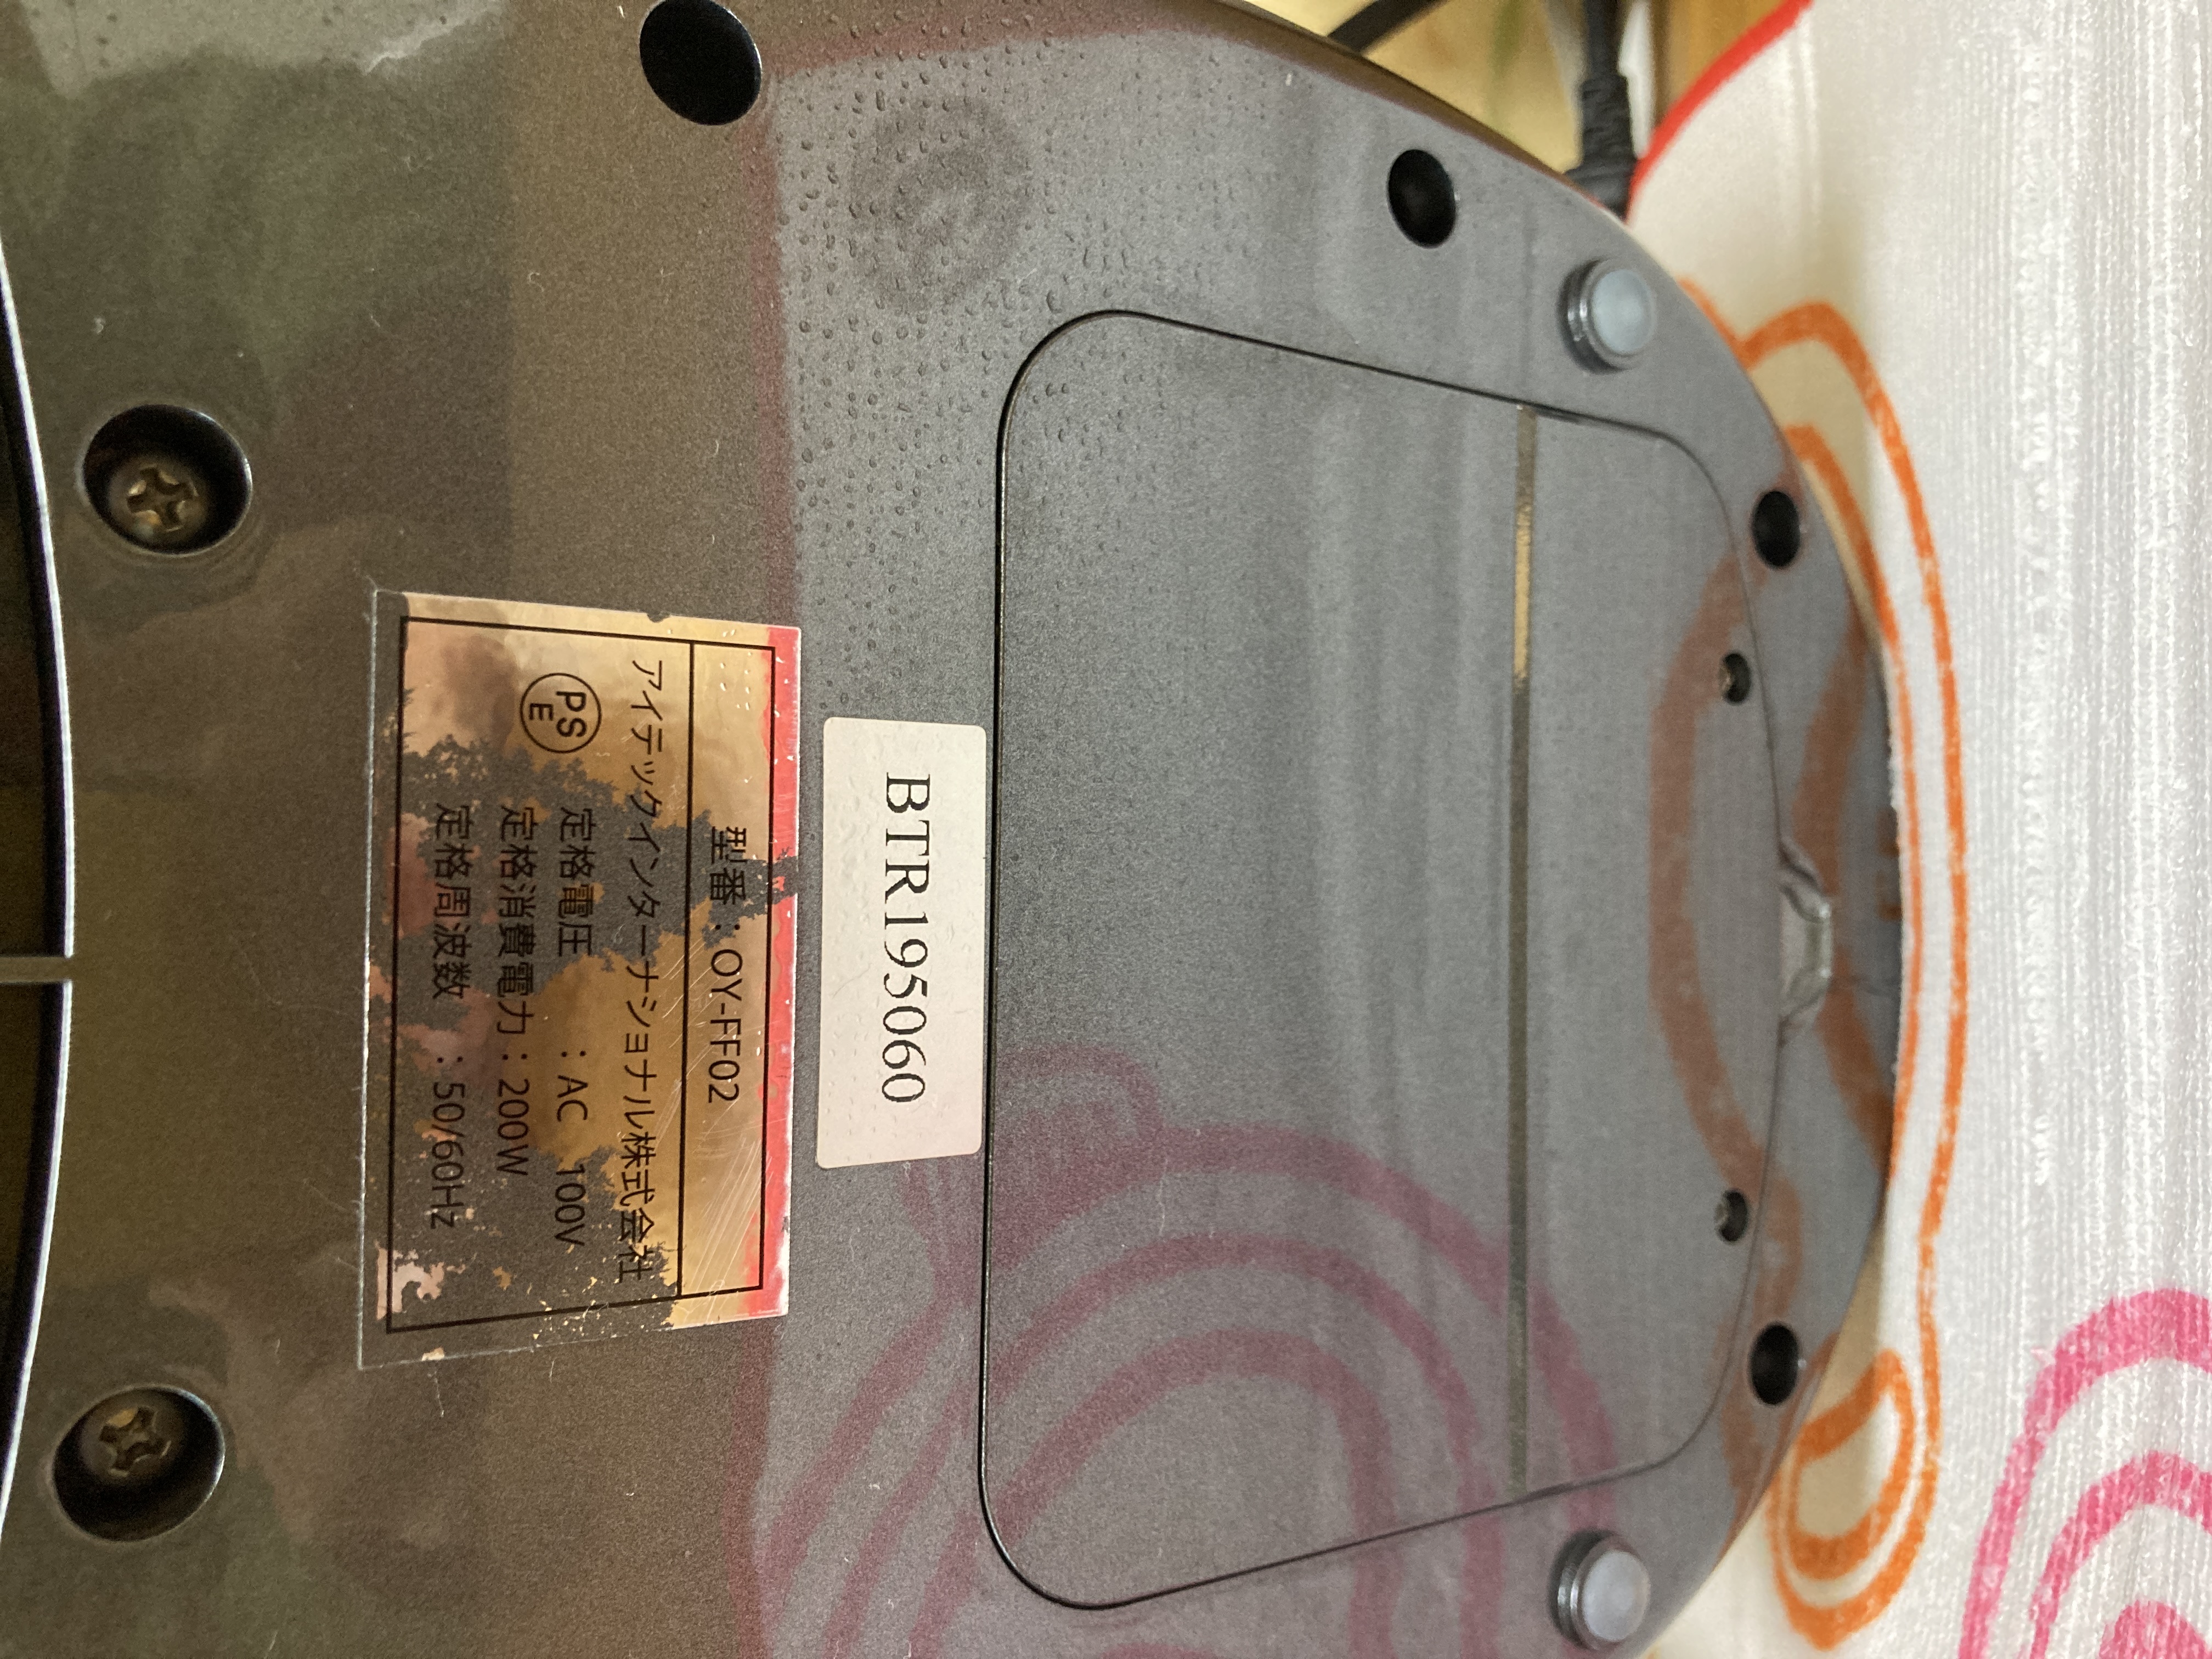 BTR195060
型番：OY-FF02
アイテックインターナショナル株式会社
PSE
定格電圧　：AC 100V
定格消費電力：200W
定格周波数　：50/60Hz